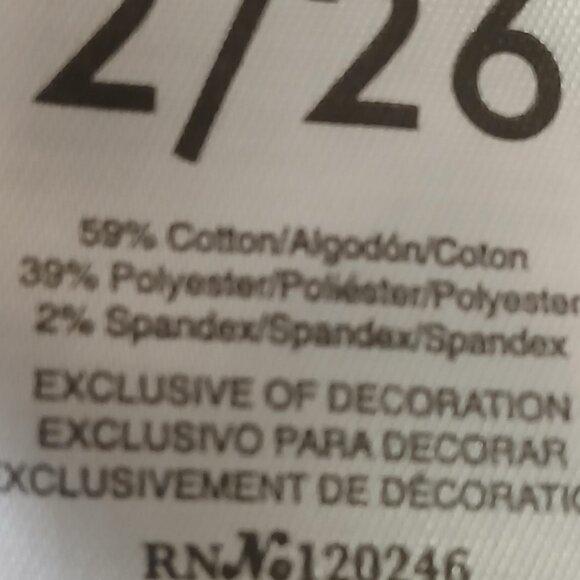 2/26
59% Cotton/Algodón/Coton
39% Polyester/Poliéster/Polyester
2% Spandex/Spandex/Spandex
EXCLUSIVE OF DECORATION
EXCLUSIVO PARA DECORAR
EXCLUSIVEMENT DE DÉCORATIO
RN№120246